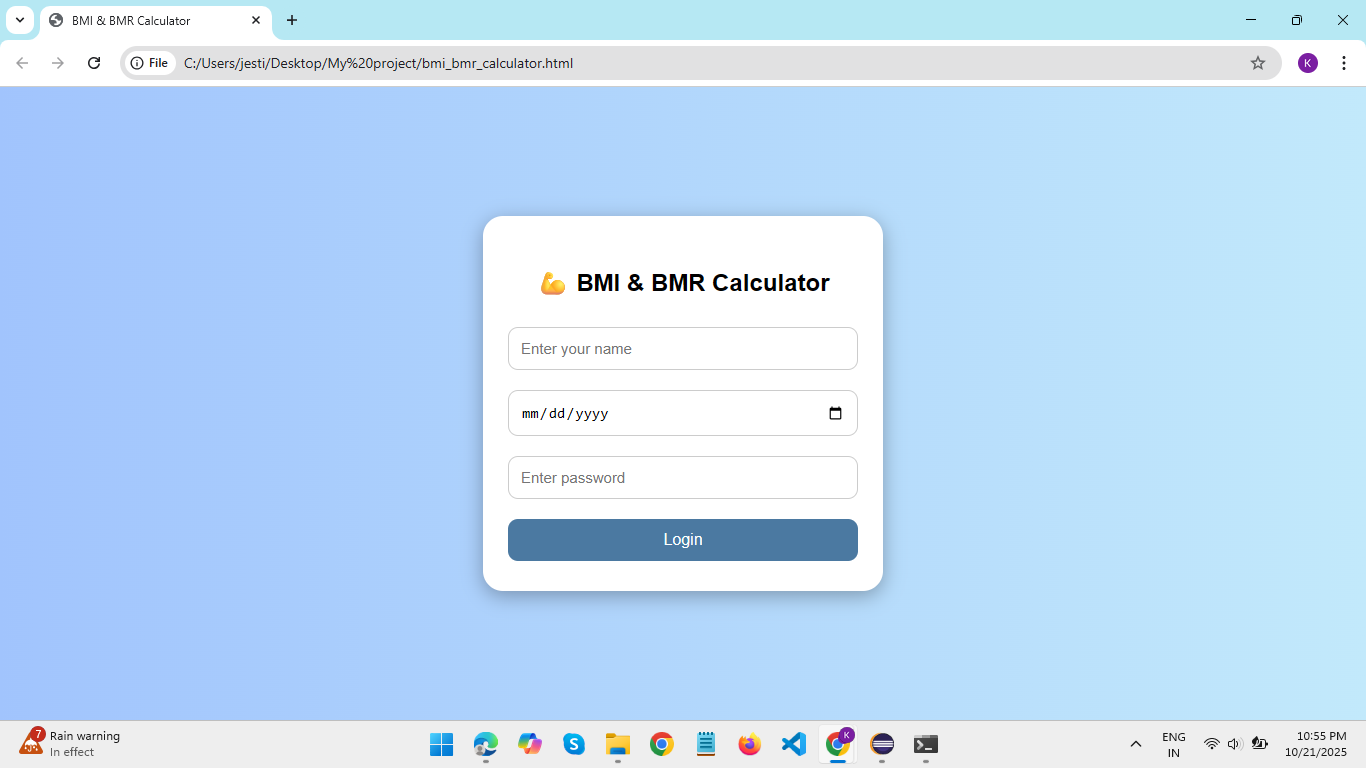 BMI & BMR Calculator
File C:/Users/jesti/Desktop/My%20project/bmi_bmr_calculator.html
K
💪 BMI & BMR Calculator
Enter your name
mm/dd/yyyy
Enter password
Login
7
Rain warning
In effect
K
ENG
IN
10:55 PM
10/21/2025